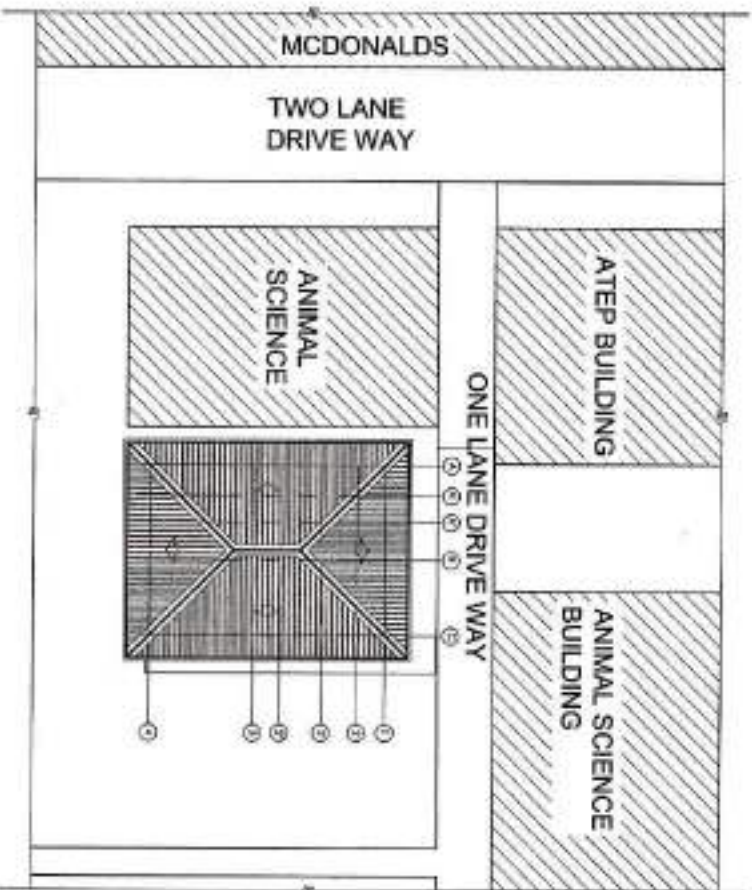 MCDONALDS
TWO LANE
DRIVE WAY
ANIMAL
SCIENCE
ATEP BUILDING
ONE LANE DRIVE WAY
ANIMAL SCIENCE
BUILDING